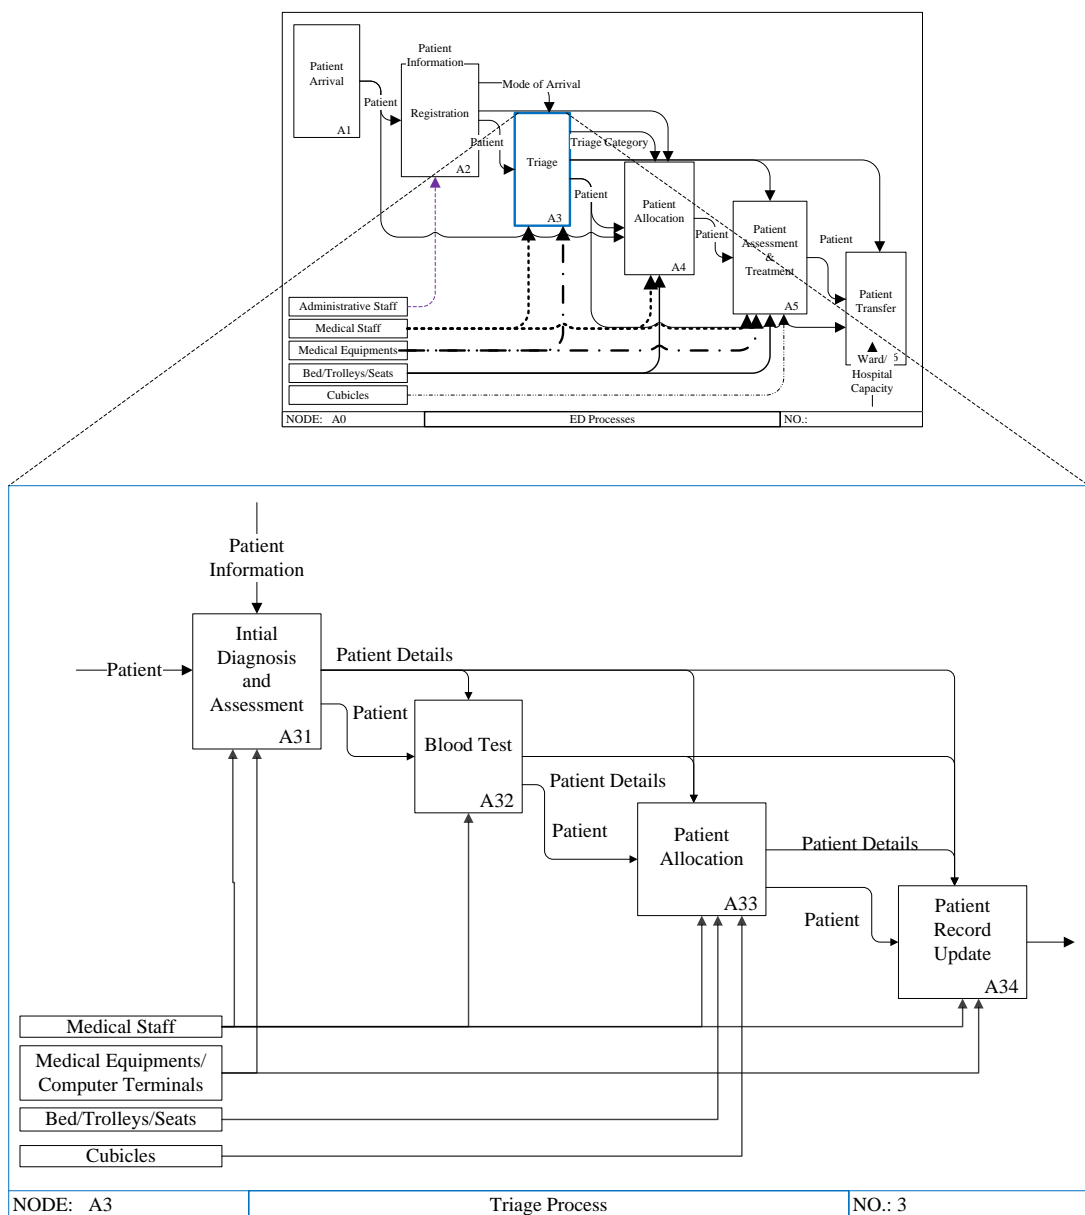 Patient
Arrival
A1
Patient
Patient
Information
Registration
A2
Mode of Arrival
Patient
Triage
A3
Triage Category
Patient
Patient
Allocation
A4
Patient
Patient
Assessment
&
Treatment
A5
Patient
Patient
Transfer
Ward/
Hospital
Capacity
Administrative Staff
Medical Staff
Medical Equipments
Bed/Trolleys/Seats
Cubicles
NODE: A0
ED Processes
NO.:
Patient
Information
Patient
Intial
Diagnosis
and
Assessment
A31
Patient Details
Patient
Blood Test
A32
Patient Details
Patient
Patient
Allocation
A33
Patient Details
Patient
Patient
Record
Update
A34
Medical Staff
Medical Equipments/
Computer Terminals
Bed/Trolleys/Seats
Cubicles
NODE: A3
Triage Process
NO.: 3